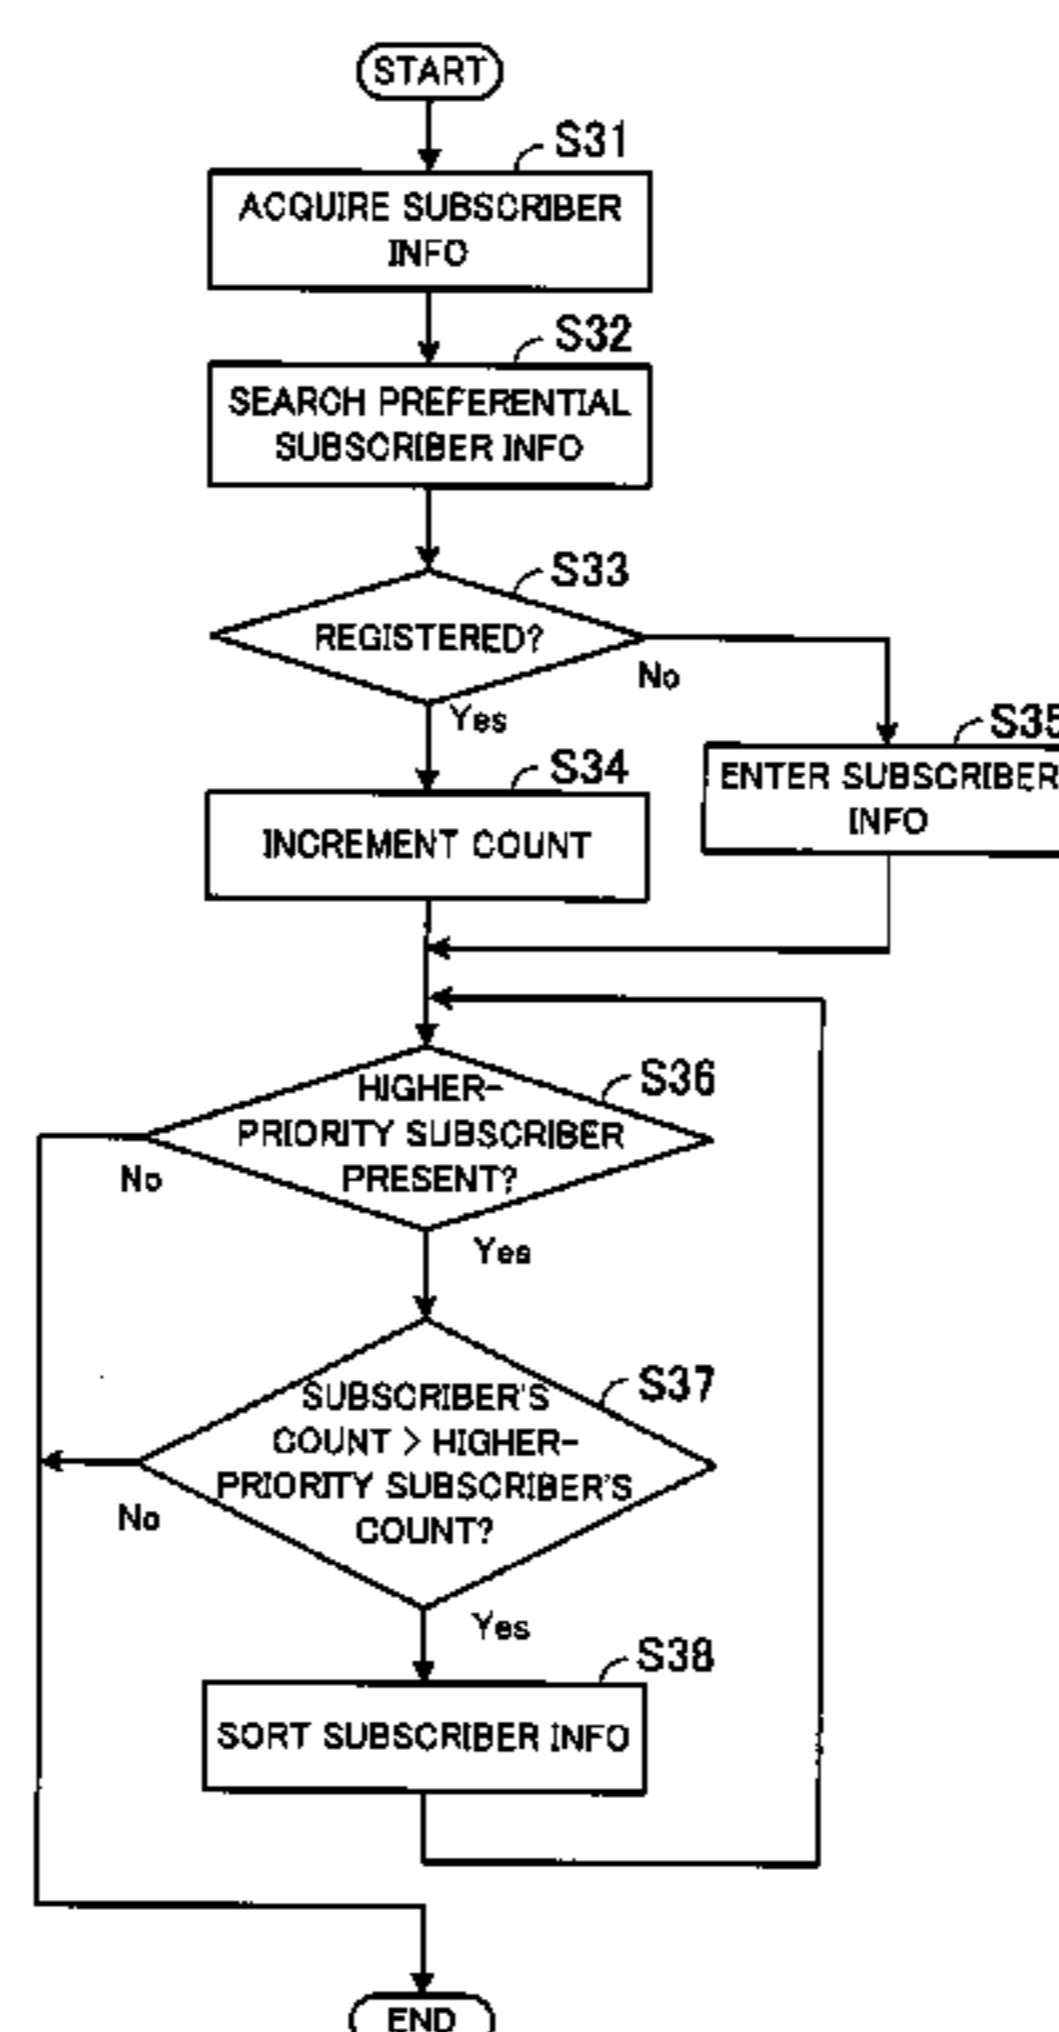 START
S31
ACQUIRE SUBSCRIBER
INFO
S32
SEARCH PREFERENTIAL
SUBSCRIBER INFO
S33
REGISTERED?
No
Yes
S34
INCREMENT COUNT
S35
ENTER SUBSCRIBER
INFO
S36
HIGHER-
PRIORITY SUBSCRIBER
PRESENT?
No
Yes
S37
SUBSCRIBER'S
COUNT > HIGHER-
PRIORITY SUBSCRIBER'S
COUNT?
No
Yes
S38
SORT SUBSCRIBER INFO
END